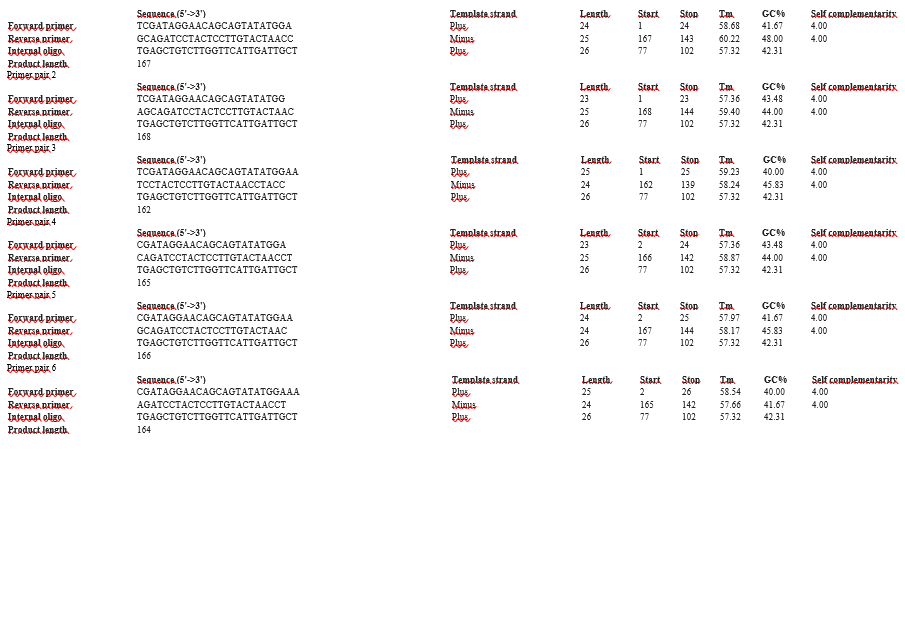 Sequence (5'->3') Template strand Length Start Stop Tm GC% Self complementarity
Forward primer TCGATAGGAACAGCAGTATATGGA Plus 24 1 24 58.68 41.67 4.00
Reverse primer GCAGATCCTACTCCTTGTACTAACC Minus 25 167 143 60.22 48.00 4.00
Internal oligo TGAGCTGTCTTGGTTCATTGATTGCT Plus 26 77 102 57.32 42.31
Product length 167
Primer pair 2
Sequence (5'->3') Template strand Length Start Stop Tm GC% Self complementarity
Forward primer TCGATAGGAACAGCAGTATATGG Plus 23 1 23 57.36 43.48 4.00
Reverse primer AGCAGATCCTACTCCTTGTACTAAC Minus 25 168 144 59.40 44.00 4.00
Internal oligo TGAGCTGTCTTGGTTCATTGATTGCT Plus 26 77 102 57.32 42.31
Product length 168
Primer pair 3
Sequence (5'->3') Template strand Length Start Stop Tm GC% Self complementarity
Forward primer TCGATAGGAACAGCAGTATATGGAA Plus 25 1 25 59.23 40.00 4.00
Reverse primer TCCTACTCCTTGTACTAACCTACC Minus 24 162 139 58.24 45.83 4.00
Internal oligo TGAGCTGTCTTGGTTCATTGATTGCT Plus 26 77 102 57.32 42.31
Product length 162
Primer pair 4
Sequence (5'->3') Template strand Length Start Stop Tm GC% Self complementarity
Forward primer CGATAGGAACAGCAGTATATGGA Plus 23 2 24 57.36 43.48 4.00
Reverse primer CAGATCCTACTCCTTGTACTAACCT Minus 25 166 142 58.87 44.00 4.00
Internal oligo TGAGCTGTCTTGGTTCATTGATTGCT Plus 26 77 102 57.32 42.31
Product length 165
Primer pair 5
Sequence (5'->3') Template strand Length Start Stop Tm GC% Self complementarity
Forward primer CGATAGGAACAGCAGTATATGGAA Plus 24 2 25 57.97 41.67 4.00
Reverse primer GCAGATCCTACTCCTTGTACTAAC Minus 24 167 144 58.17 45.83 4.00
Internal oligo TGAGCTGTCTTGGTTCATTGATTGCT Plus 26 77 102 57.32 42.31
Product length 166
Primer pair 6
Sequence (5'->3') Template strand Length Start Stop Tm GC% Self complementarity
Forward primer CGATAGGAACAGCAGTATATGGAAA Plus 25 2 26 58.54 40.00 4.00
Reverse primer AGATCCTACTCCTTGTACTAACCT Minus 24 165 142 57.66 41.67 4.00
Internal oligo TGAGCTGTCTTGGTTCATTGATTGCT Plus 26 77 102 57.32 42.31
Product length 164